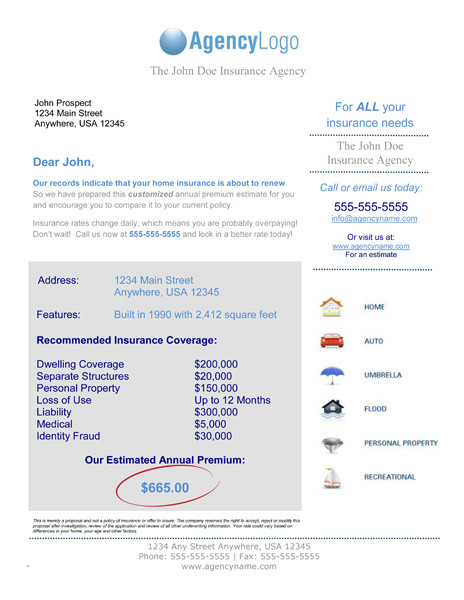 AgencyLogo
The John Doe Insurance Agency
John Prospect
1234 Main Street
Anywhere, USA 12345
Dear John,
Our records indicate that your home insurance is about to renew.
So we have prepared this customized annual premium estimate for you
and encourage you to compare it to your current policy.
Insurance rates change daily, which means you are probably overpaying!
Don't wait! Call us now at 555-555-5555 and lock in a better rate today!
Address: 1234 Main Street
Anywhere, USA 12345
Features: Built in 1990 with 2,412 square feet
Recommended Insurance Coverage:
Dwelling Coverage $200,000
Separate Structures $20,000
Personal Property $150,000
Loss of Use Up to 12 Months
Liability $300,000
Medical $5,000
Identity Fraud $30,000
Our Estimated Annual Premium:
$665.00
For ALL your
insurance needs
The John Doe
Insurance Agency
Call or email us today:
555-555-5555
info@agencyname.com
Or visit us at:
www.agencyname.com
For an estimate
HOME
AUTO
UMBRELLA
FLOOD
PERSONAL PROPERTY
RECREATIONAL
This is merely a proposal and not a policy of insurance or offer to insure. The company reserves the right to accept, reject or modify this
proposal after investigation, review of the application and review of all other underwriting information. Your rate could vary based on
differences in your home, your age and other factors.
1234 Any Street Anywhere, USA 12345
Phone: 555-555-5555 | Fax: 555-555-5555
www.agencyname.com